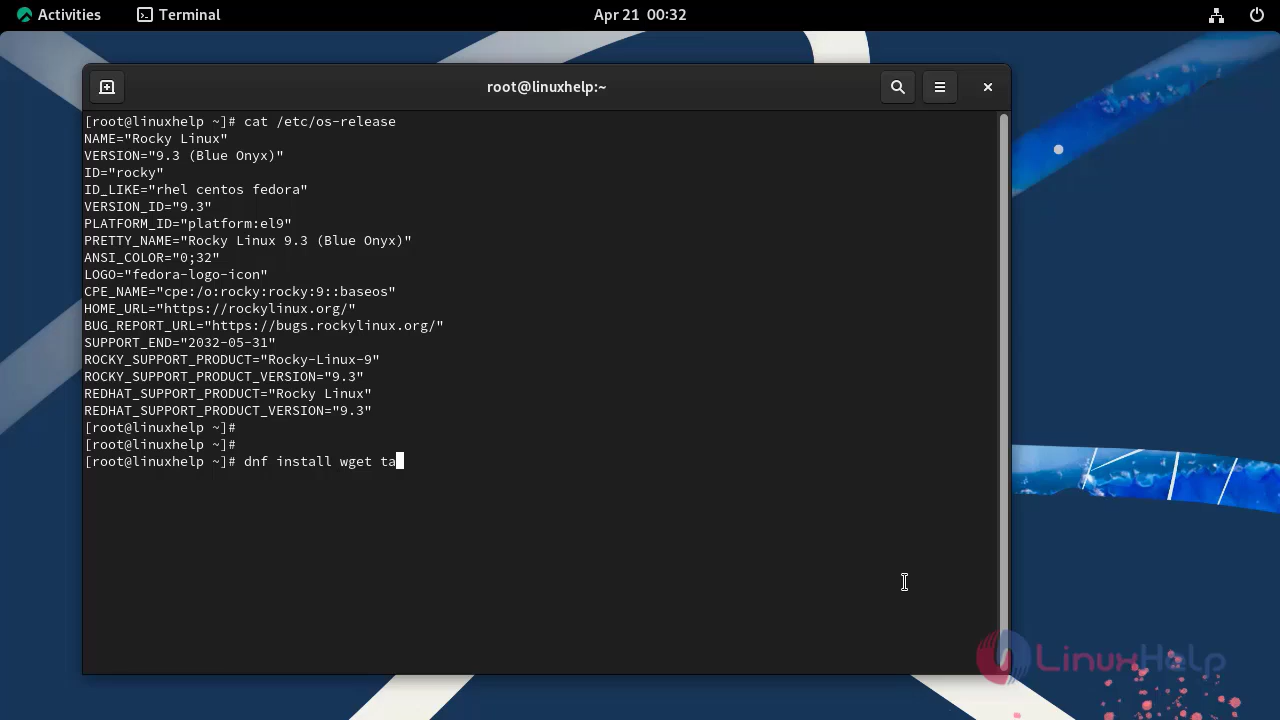 Activities
Terminal
Apr 21 00:32
root@linuxhelp:~
[root@linuxhelp ~]# cat /etc/os-release
NAME="Rocky Linux"
VERSION="9.3 (Blue Onyx)"
ID="rocky"
ID_LIKE="rhel centos fedora"
VERSION_ID="9.3"
PLATFORM_ID="platform:el9"
PRETTY_NAME="Rocky Linux 9.3 (Blue Onyx)"
ANSI_COLOR="0;32"
LOGO="fedora-logo-icon"
CPE_NAME="cpe:/o:rocky:rocky:9::baseos"
HOME_URL="https://rockylinux.org/"
BUG_REPORT_URL="https://bugs.rockylinux.org/"
SUPPORT_END="2032-05-31"
ROCKY_SUPPORT_PRODUCT="Rocky-Linux-9"
ROCKY_SUPPORT_PRODUCT_VERSION="9.3"
REDHAT_SUPPORT_PRODUCT="Rocky Linux"
REDHAT_SUPPORT_PRODUCT_VERSION="9.3"
[root@linuxhelp ~]#
[root@linuxhelp ~]#
[root@linuxhelp ~]# dnf install wget ta
LinuxHelp